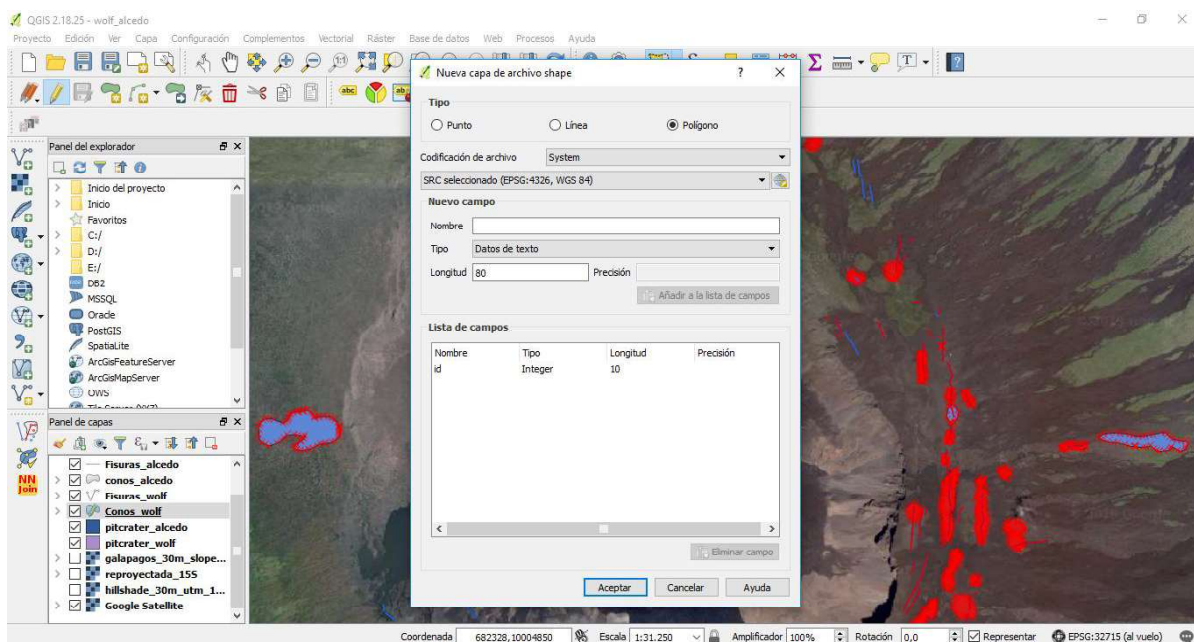 QGIS 2.18.25 - wolf_alcedo
Proyecto Edición Ver Capa Configuración Complementos Vectorial Ráster Base de datos Web Procesos Ayuda
Nueva capa de archivo shape ? ×
Tipo
Punto Línea Polígono
Codificación de archivo System
SRC seleccionado (EPSG:4326, WGS 84)
Nuevo campo
Nombre
Tipo Datos de texto
Longitud 80 Precisión
Añadir a la lista de campos
Lista de campos
Nombre Tipo Longitud Precisión
id Integer 10
Eliminar campo
Aceptar Cancelar Ayuda
Panel del explorador
Inicio del proyecto
Inicio
Favoritos
C:/
D:/
E:/
DB2
MSSQL
Oracle
PostGIS
SpatiaLite
ArcGisFeatureServer
ArcGisMapServer
OWS
Panel de capas
Fisuras_alcedo
conos_alcedo
Fisuras_wolf
Conos_wolf
pitcrater_alcedo
pitcrater_wolf
galapagos_30m_slope...
reproyectada_15S
hillshade_30m_utm_1...
Google Satellite
NN
Join
abc
Coordenada 682328,10004850 Escala 1:31.250 Amplificador 100% Rotación 0,0 Representar EPSG:32715 (al vuelo)